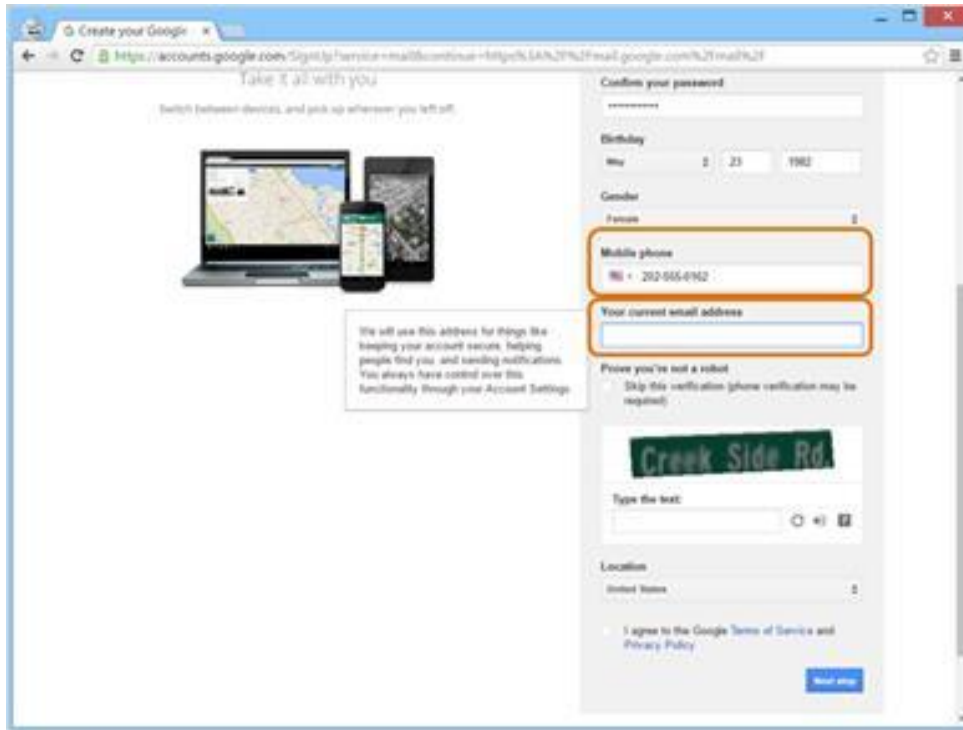 Create your Google
https://accounts.google.com/SignUp?service=mail&continue=https%3A%2F%2Fmail.google.com%2Fmail%2F
Take it all with you
Switch between devices, and pick up wherever you left off.
Confirm your password
Birthday
May 23 1982
Gender
Female
Mobile phone
202-555-0162
Your current email address
We will use this address for things like
keeping your account secure, helping
people find you, and sending notifications.
You always have control over this
functionality through your Account Settings.
Prove you're not a robot
Skip this verification (phone verification may be
required)
Creek Side Rd.
Type the text:
Location
United States
I agree to the Google Terms of Service and
Privacy Policy
Next step